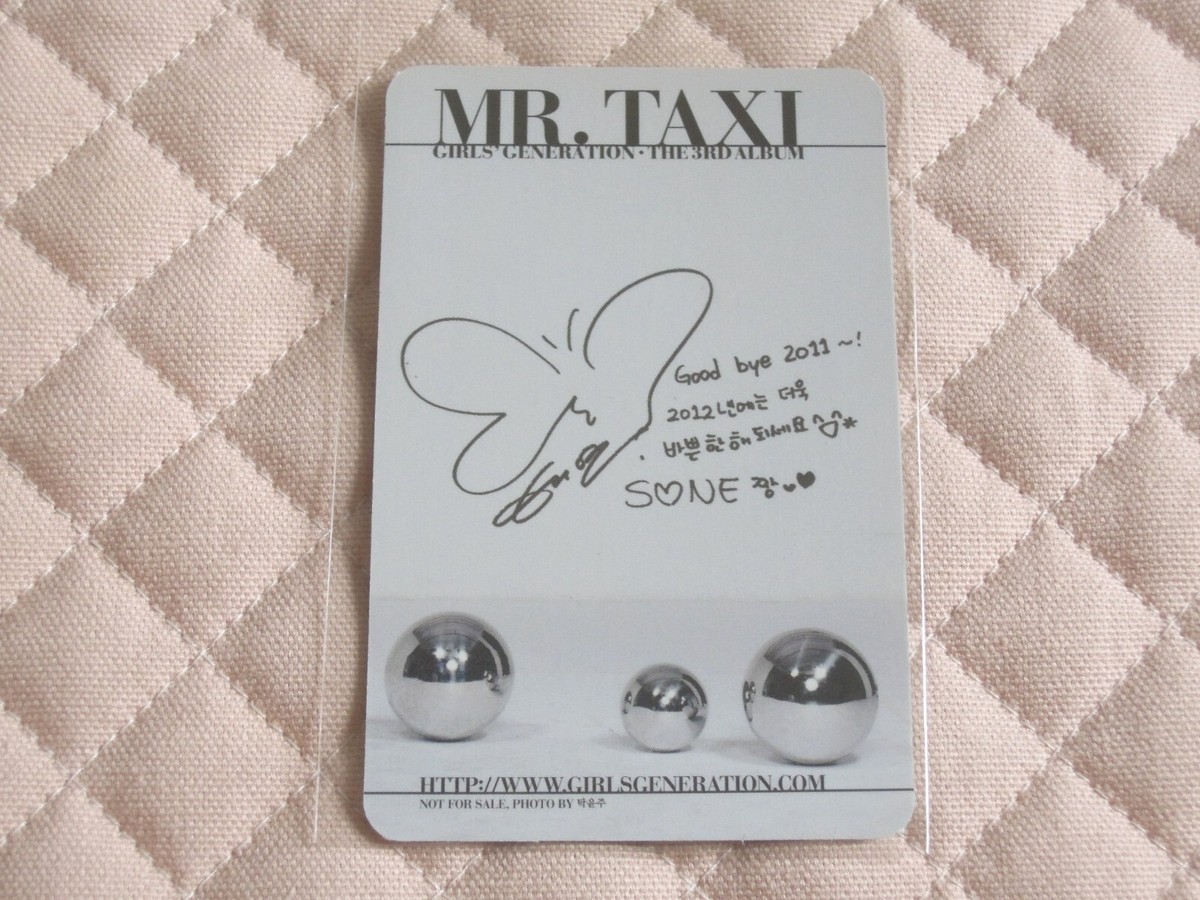 MR. TAXI
GIRLS' GENERATION · THE 3RD ALBUM
Good bye 2011 ~!
2012년에는 더욱
바쁜 한해 되세요 ^^*
S♡NE 짱♥♥
HTTP://WWW.GIRLSGENERATION.COM
NOT FOR SALE, PHOTO BY 박윤주